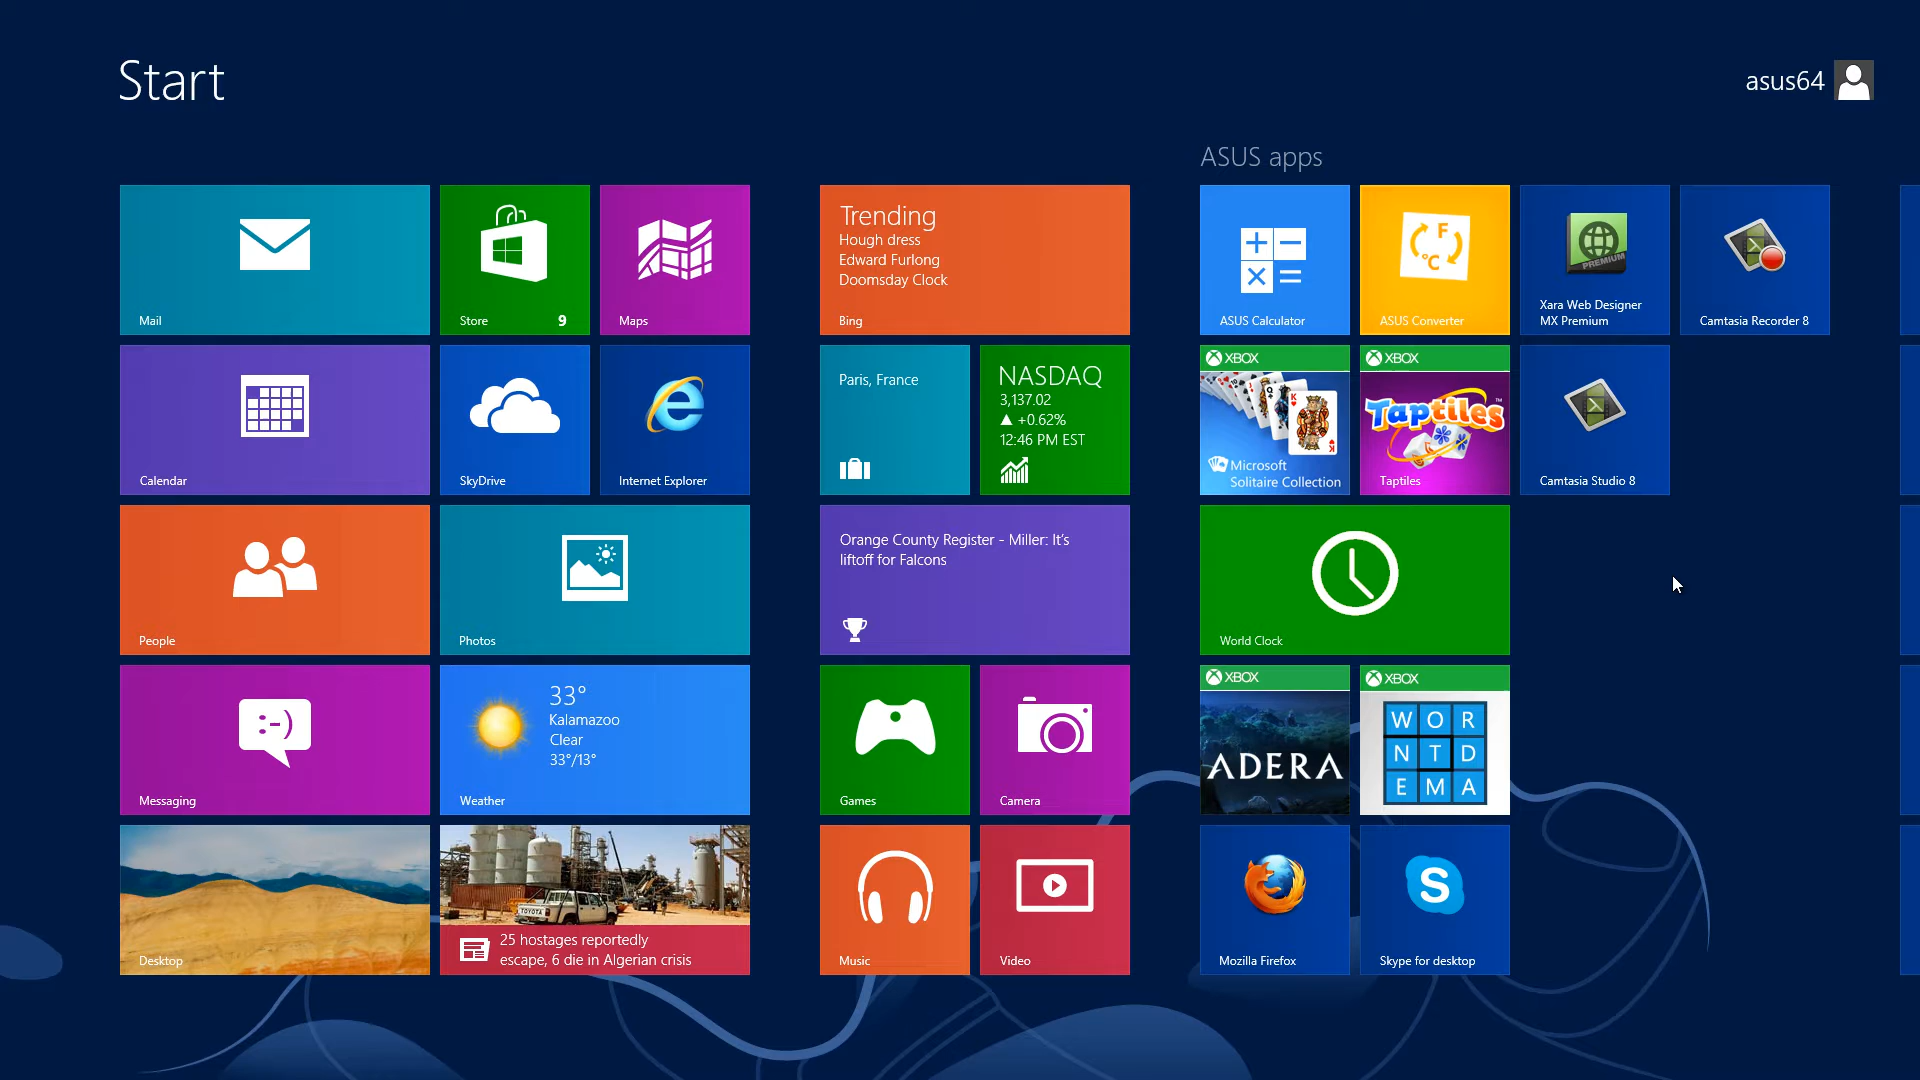 Start
asus64
ASUS apps
Mail
Store 9
Maps
Calendar
SkyDrive
Internet Explorer
People
Photos
Messaging
33°
Kalamazoo
Clear
33°/13°
Weather
Desktop
TOYOTA
25 hostages reportedly
escape, 6 die in Algerian crisis
Trending
Hough dress
Edward Furlong
Doomsday Clock
Bing
Paris, France
NASDAQ
3,137.02
▲ +0.62%
12:46 PM EST
Orange County Register - Miller: It's
liftoff for Falcons
Games
Camera
Music
Video
ASUS Calculator
F
°C
ASUS Converter
PREMIUM
Xara Web Designer
MX Premium
Camtasia Recorder 8
XBOX
K
K
Microsoft
Solitaire Collection
XBOX
Taptiles™
Taptiles
Camtasia Studio 8
World Clock
XBOX
ADERA
XBOX
W O R
N T D
E M A
Mozilla Firefox
S
Skype for desktop